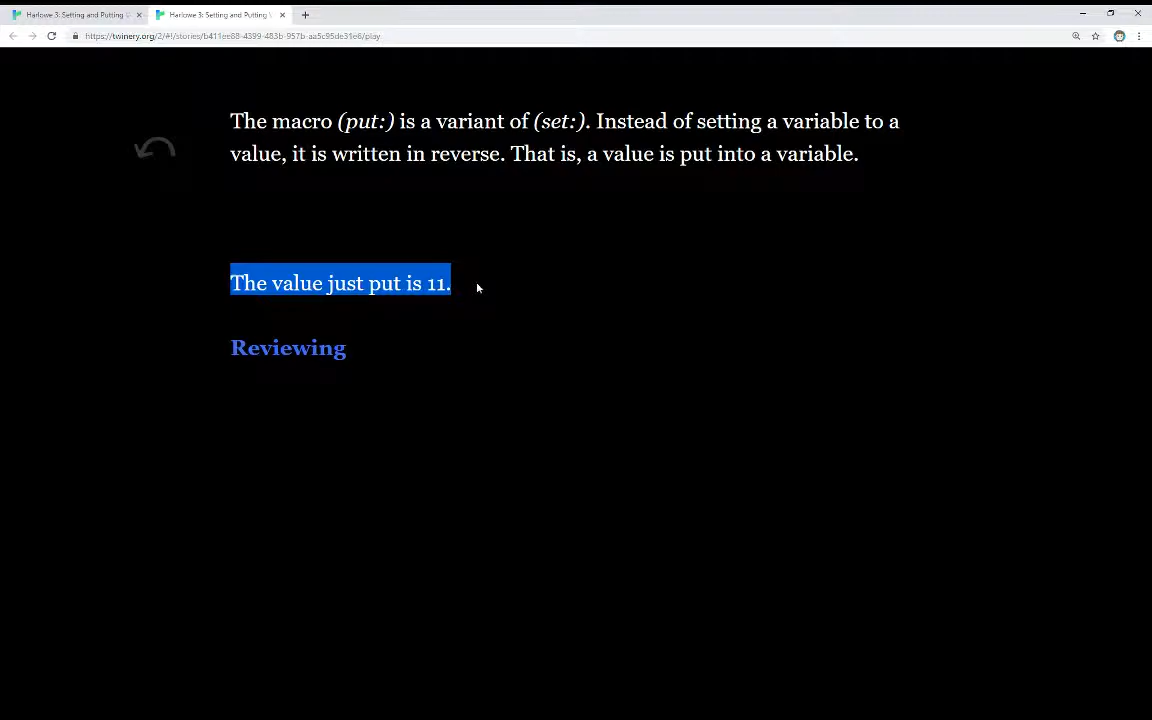 Harlowe 3: Setting and Putting
Harlowe 3: Setting and Putting
https://twinery.org/2/#!/stories/b411ee88-4399-483b-957b-aa5c95de31e6/play
The macro (put:) is a variant of (set:). Instead of setting a variable to a
value, it is written in reverse. That is, a value is put into a variable.
The value just put is 11.
Reviewing